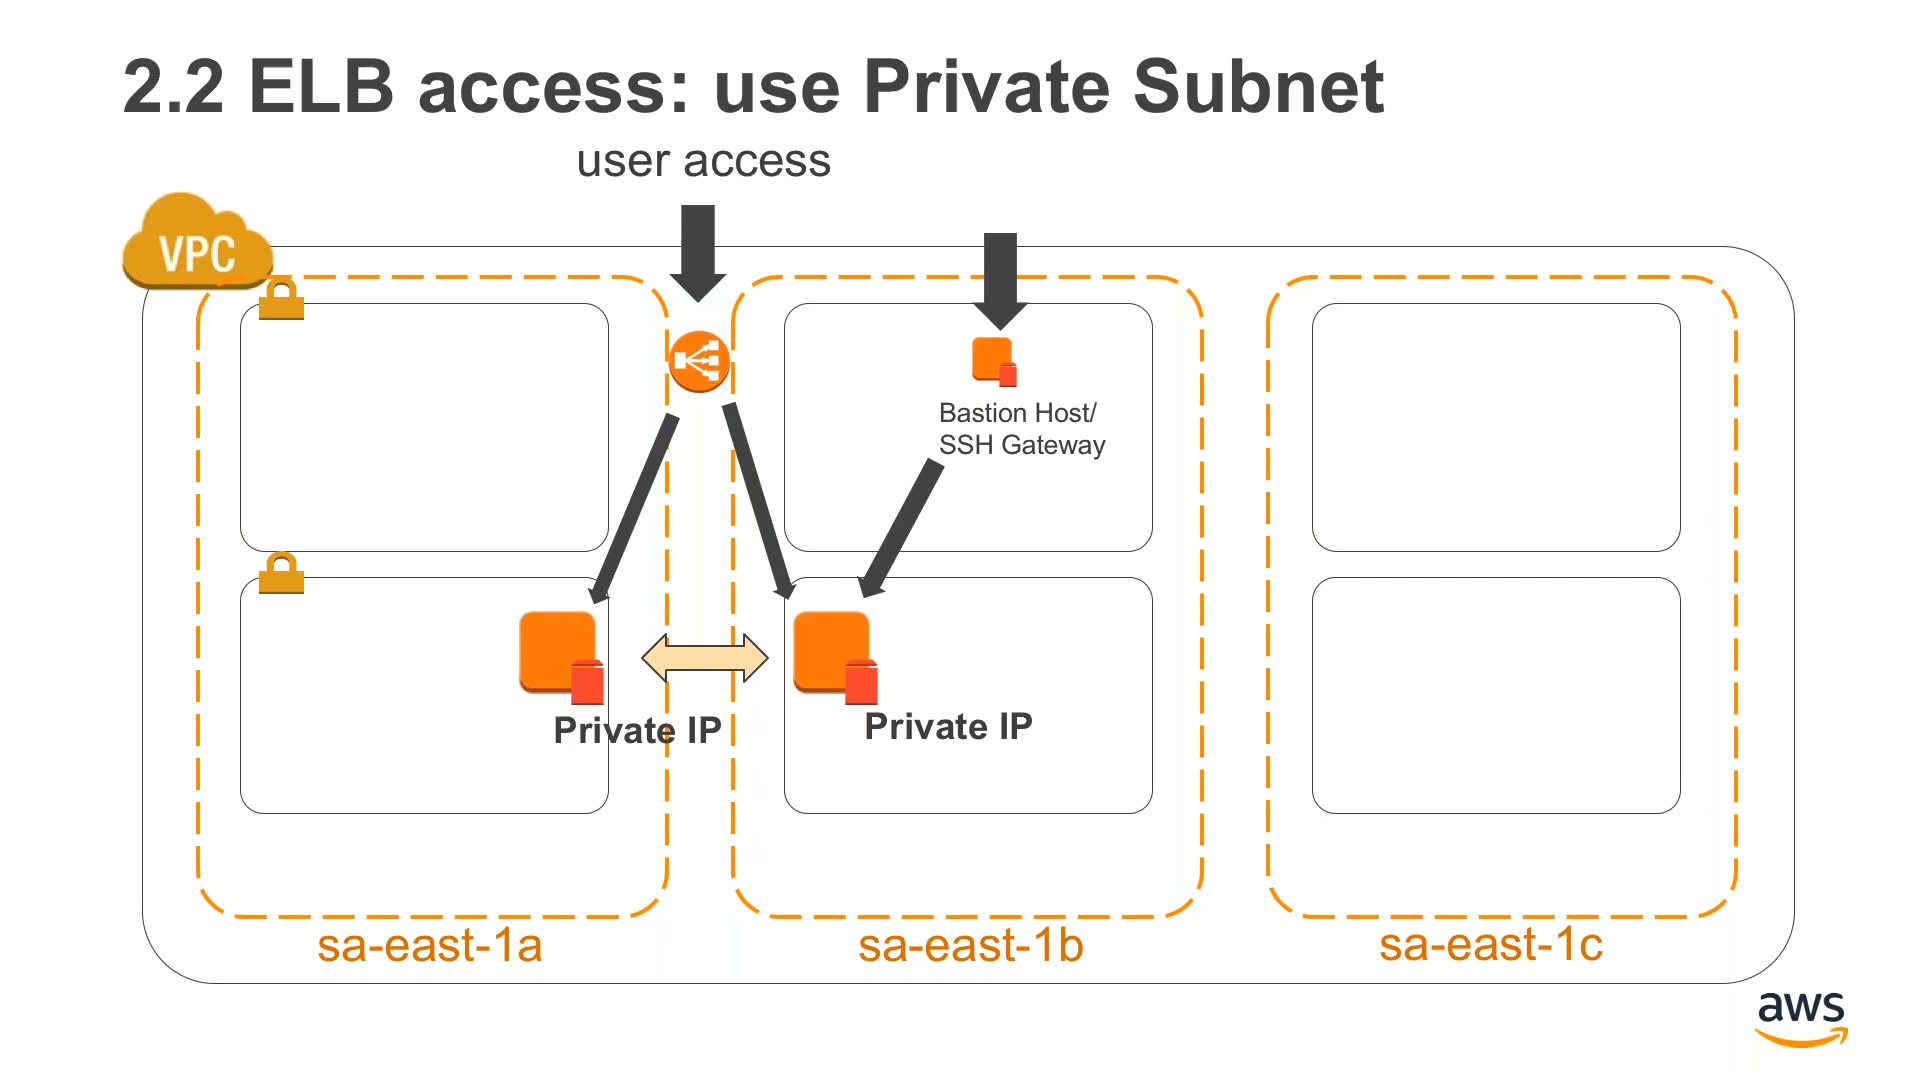 2.2 ELB access: use Private Subnet
user access
VPC
Bastion Host/
SSH Gateway
Private IP
Private IP
sa-east-1a
sa-east-1b
sa-east-1c
aws